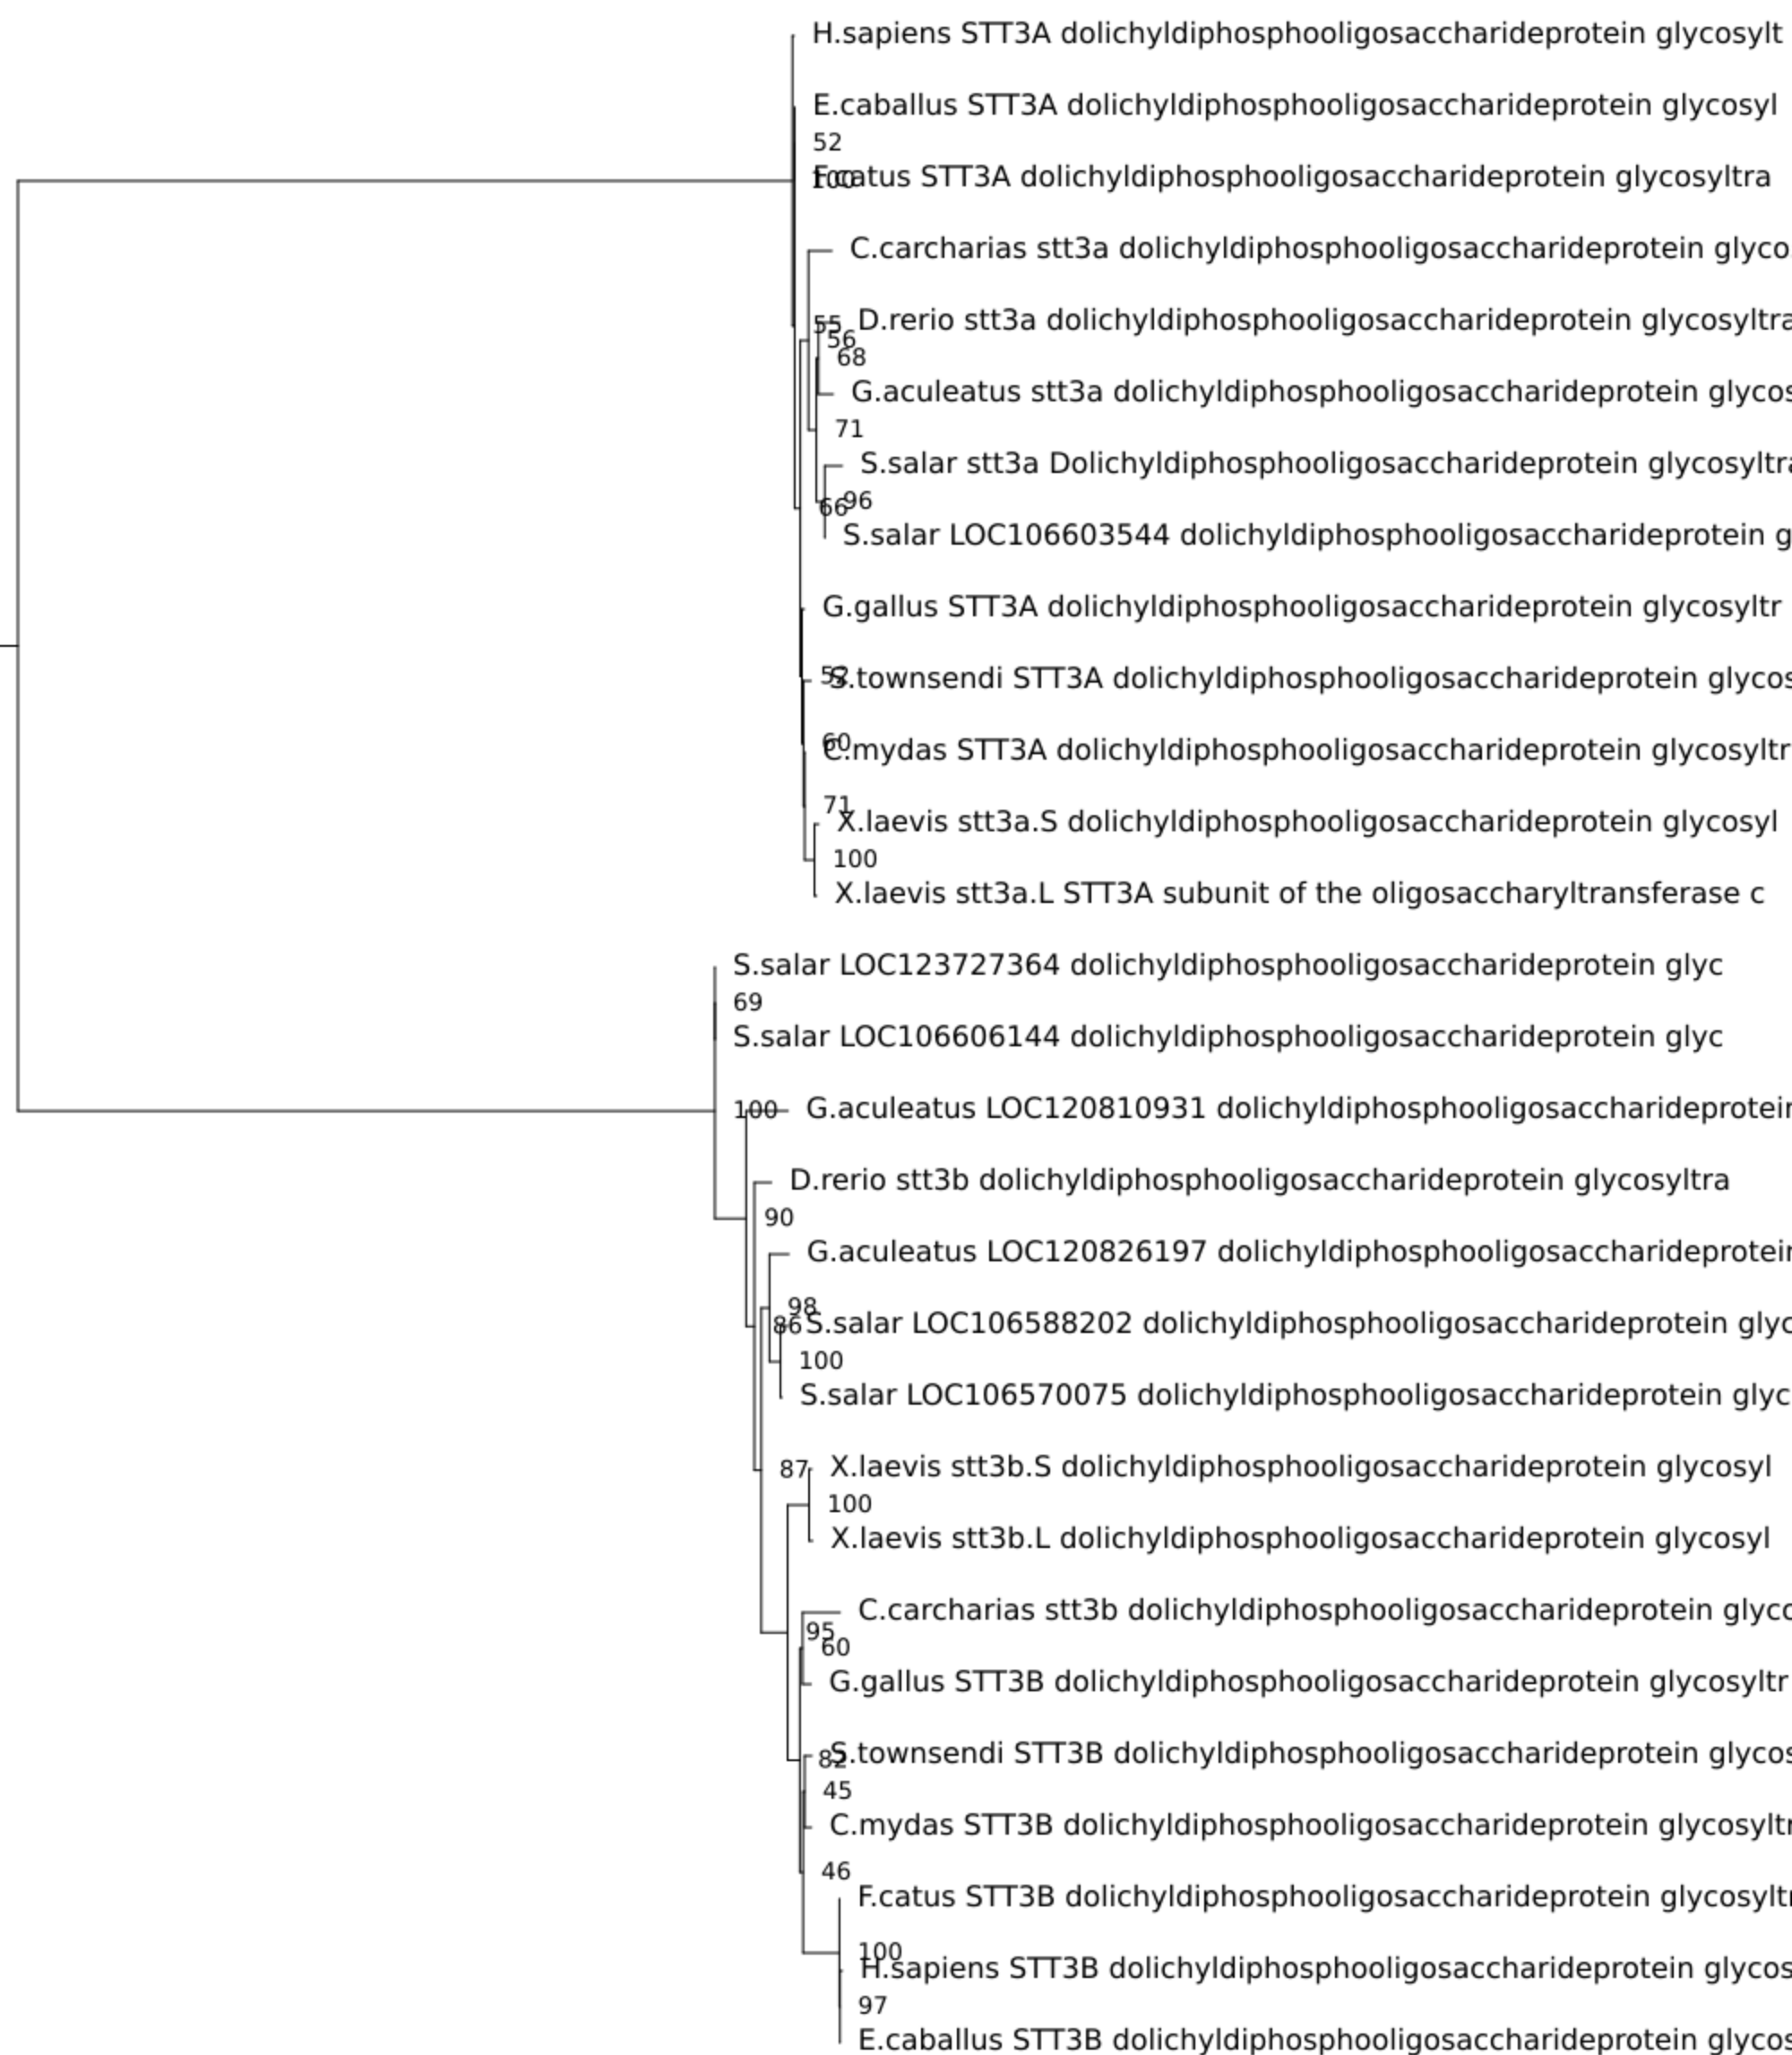 H.sapiens STT3A dolichyldiphosphooligosaccharideprotein glycosylt
E.caballus STT3A dolichyldiphosphooligosaccharideprotein glycosyl
52
F.catus STT3A dolichyldiphosphooligosaccharideprotein glycosyltra
100
C.carcharias stt3a dolichyldiphosphooligosaccharideprotein glyco
D.rerio stt3a dolichyldiphosphooligosaccharideprotein glycosyltra
55
56
68
G.aculeatus stt3a dolichyldiphosphooligosaccharideprotein glycos
71
S.salar stt3a Dolichyldiphosphooligosaccharideprotein glycosyltra
96
66
S.salar LOC106603544 dolichyldiphosphooligosaccharideprotein g
G.gallus STT3A dolichyldiphosphooligosaccharideprotein glycosyltr
S.townsendi STT3A dolichyldiphosphooligosaccharideprotein glycos
60
C.mydas STT3A dolichyldiphosphooligosaccharideprotein glycosyltr
71
X.laevis stt3a.S dolichyldiphosphooligosaccharideprotein glycosyl
100
X.laevis stt3a.L STT3A subunit of the oligosaccharyltransferase c
S.salar LOC123727364 dolichyldiphosphooligosaccharideprotein glyc
69
S.salar LOC106606144 dolichyldiphosphooligosaccharideprotein glyc
100
G.aculeatus LOC120810931 dolichyldiphosphooligosaccharideprotein
D.rerio stt3b dolichyldiphosphooligosaccharideprotein glycosyltra
90
G.aculeatus LOC120826197 dolichyldiphosphooligosaccharideprotein
98
86
S.salar LOC106588202 dolichyldiphosphooligosaccharideprotein glyc
100
S.salar LOC106570075 dolichyldiphosphooligosaccharideprotein glyc
87
X.laevis stt3b.S dolichyldiphosphooligosaccharideprotein glycosyl
100
X.laevis stt3b.L dolichyldiphosphooligosaccharideprotein glycosyl
C.carcharias stt3b dolichyldiphosphooligosaccharideprotein glyco
95
60
G.gallus STT3B dolichyldiphosphooligosaccharideprotein glycosyltr
S.townsendi STT3B dolichyldiphosphooligosaccharideprotein glycos
82
45
C.mydas STT3B dolichyldiphosphooligosaccharideprotein glycosyltr
46
F.catus STT3B dolichyldiphosphooligosaccharideprotein glycosyltr
100
H.sapiens STT3B dolichyldiphosphooligosaccharideprotein glycos
97
E.caballus STT3B dolichyldiphosphooligosaccharideprotein glycos